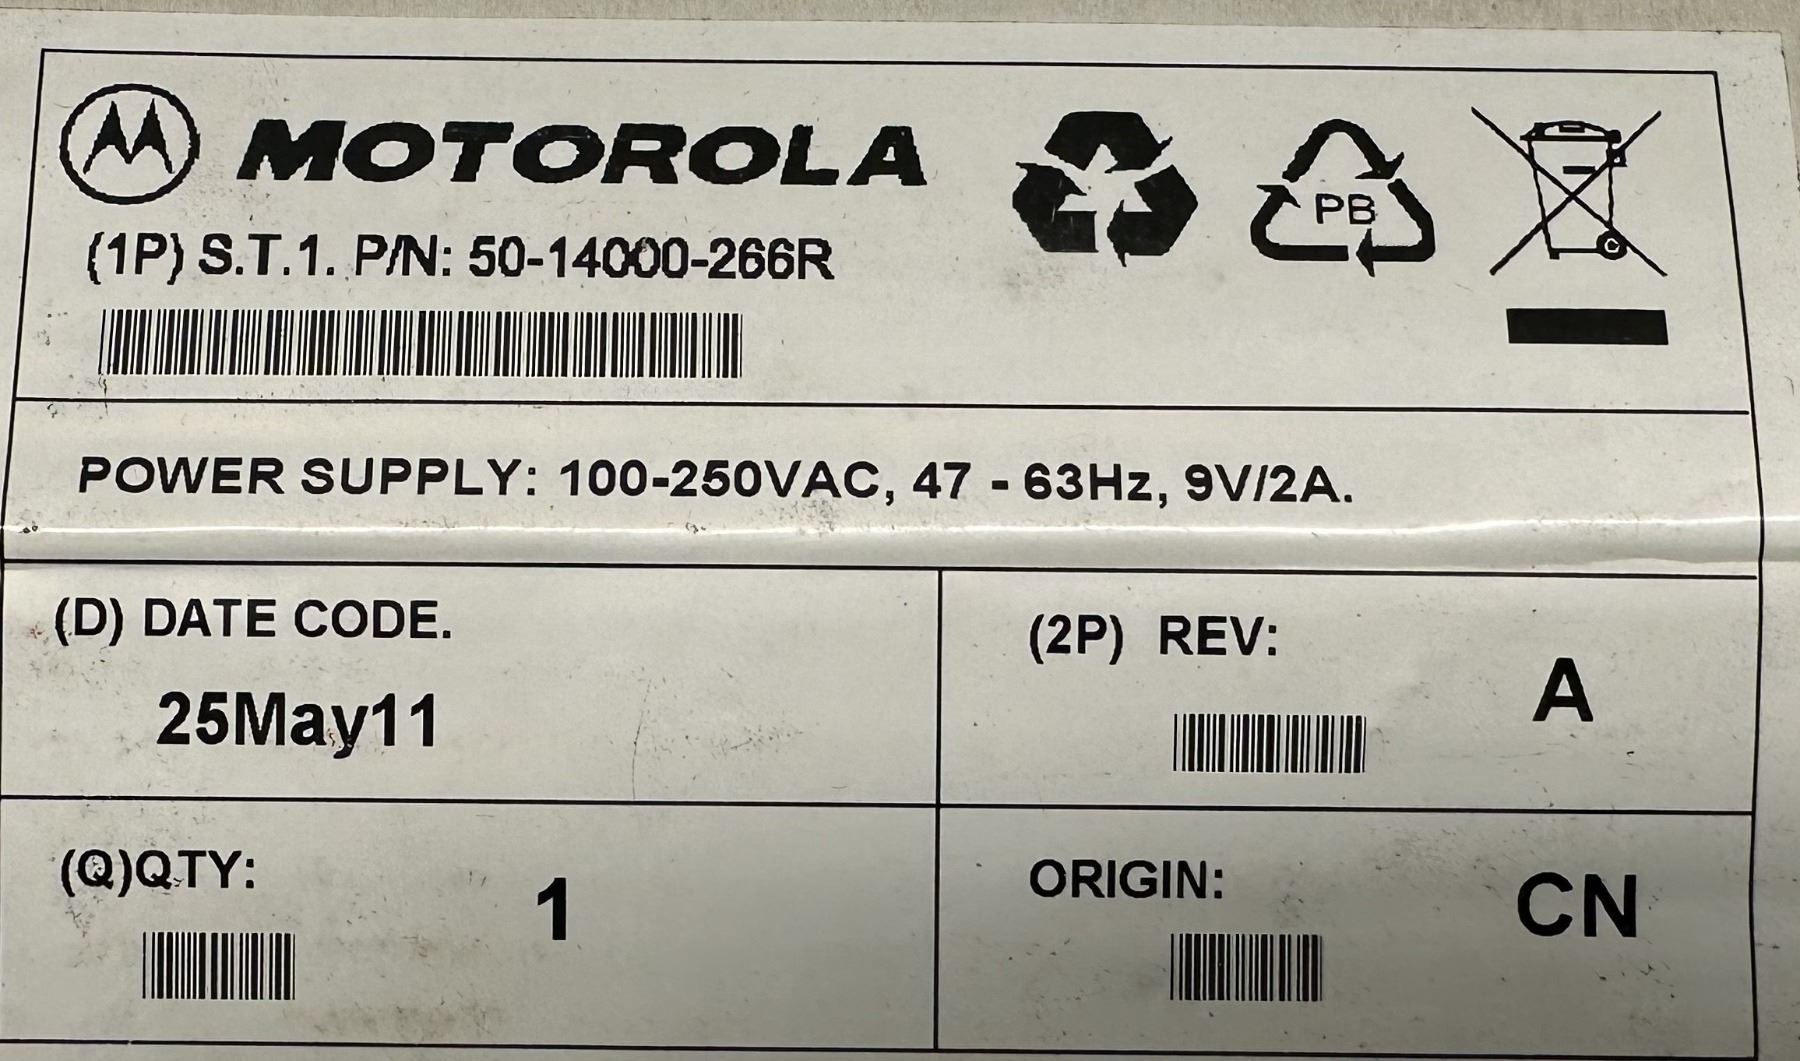 MOTOROLA
PB
(1P) S.T.1. P/N: 50-14000-266R
POWER SUPPLY: 100-250VAC, 47 - 63Hz, 9V/2A.
(D) DATE CODE.
25May11
(2P) REV:
A
(Q)QTY:
1
ORIGIN:
CN